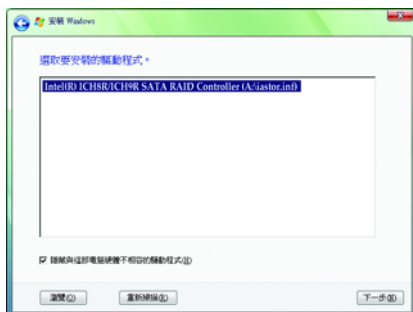 安裝 Windows
選取要安裝的驅動程式。
Intel(R) ICH8R/ICH9R SATA RAID Controller (A:\iastor.inf)
隱藏與這部電腦硬體不相容的驅動程式(H)
瀏覽(O)
重新掃描(R)
下一步(N)